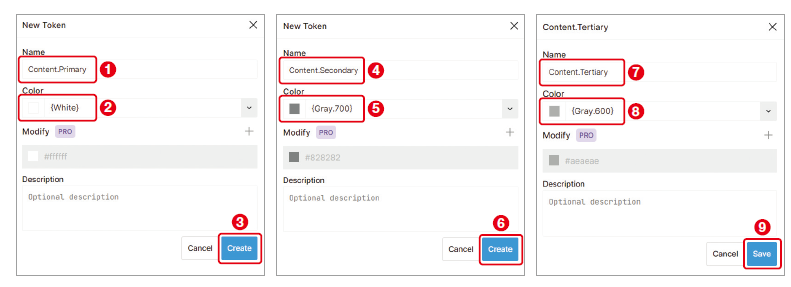 New Token
Name
Content.Primary
1
Color
{White}
2
Modify PRO
#ffffff
Description
Optional description
3
Cancel Create
New Token
Name
Content.Secondary
4
Color
{Gray.700}
5
Modify PRO
#828282
Description
Optional description
6
Cancel Create
Content.Tertiary
Name
Content.Tertiary
7
Color
{Gray.600}
8
Modify PRO
#aeaeae
Description
Optional description
9
Cancel Save